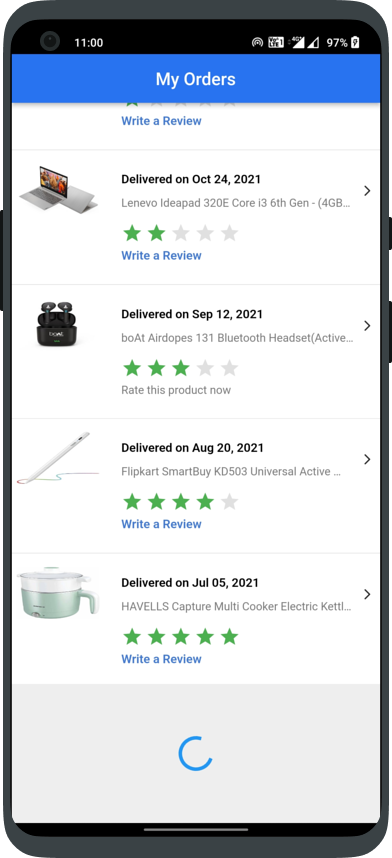 11:00
97%
My Orders
Write a Review
Delivered on Oct 24, 2021
Lenevo Ideapad 320E Core i3 6th Gen - (4GB...
Write a Review
Delivered on Sep 12, 2021
boAt Airdopes 131 Bluetooth Headset(Active...
Rate this product now
Delivered on Aug 20, 2021
Flipkart SmartBuy KD503 Universal Active ...
Write a Review
Delivered on Jul 05, 2021
HAVELLS Capture Multi Cooker Electric Kettl...
Write a Review